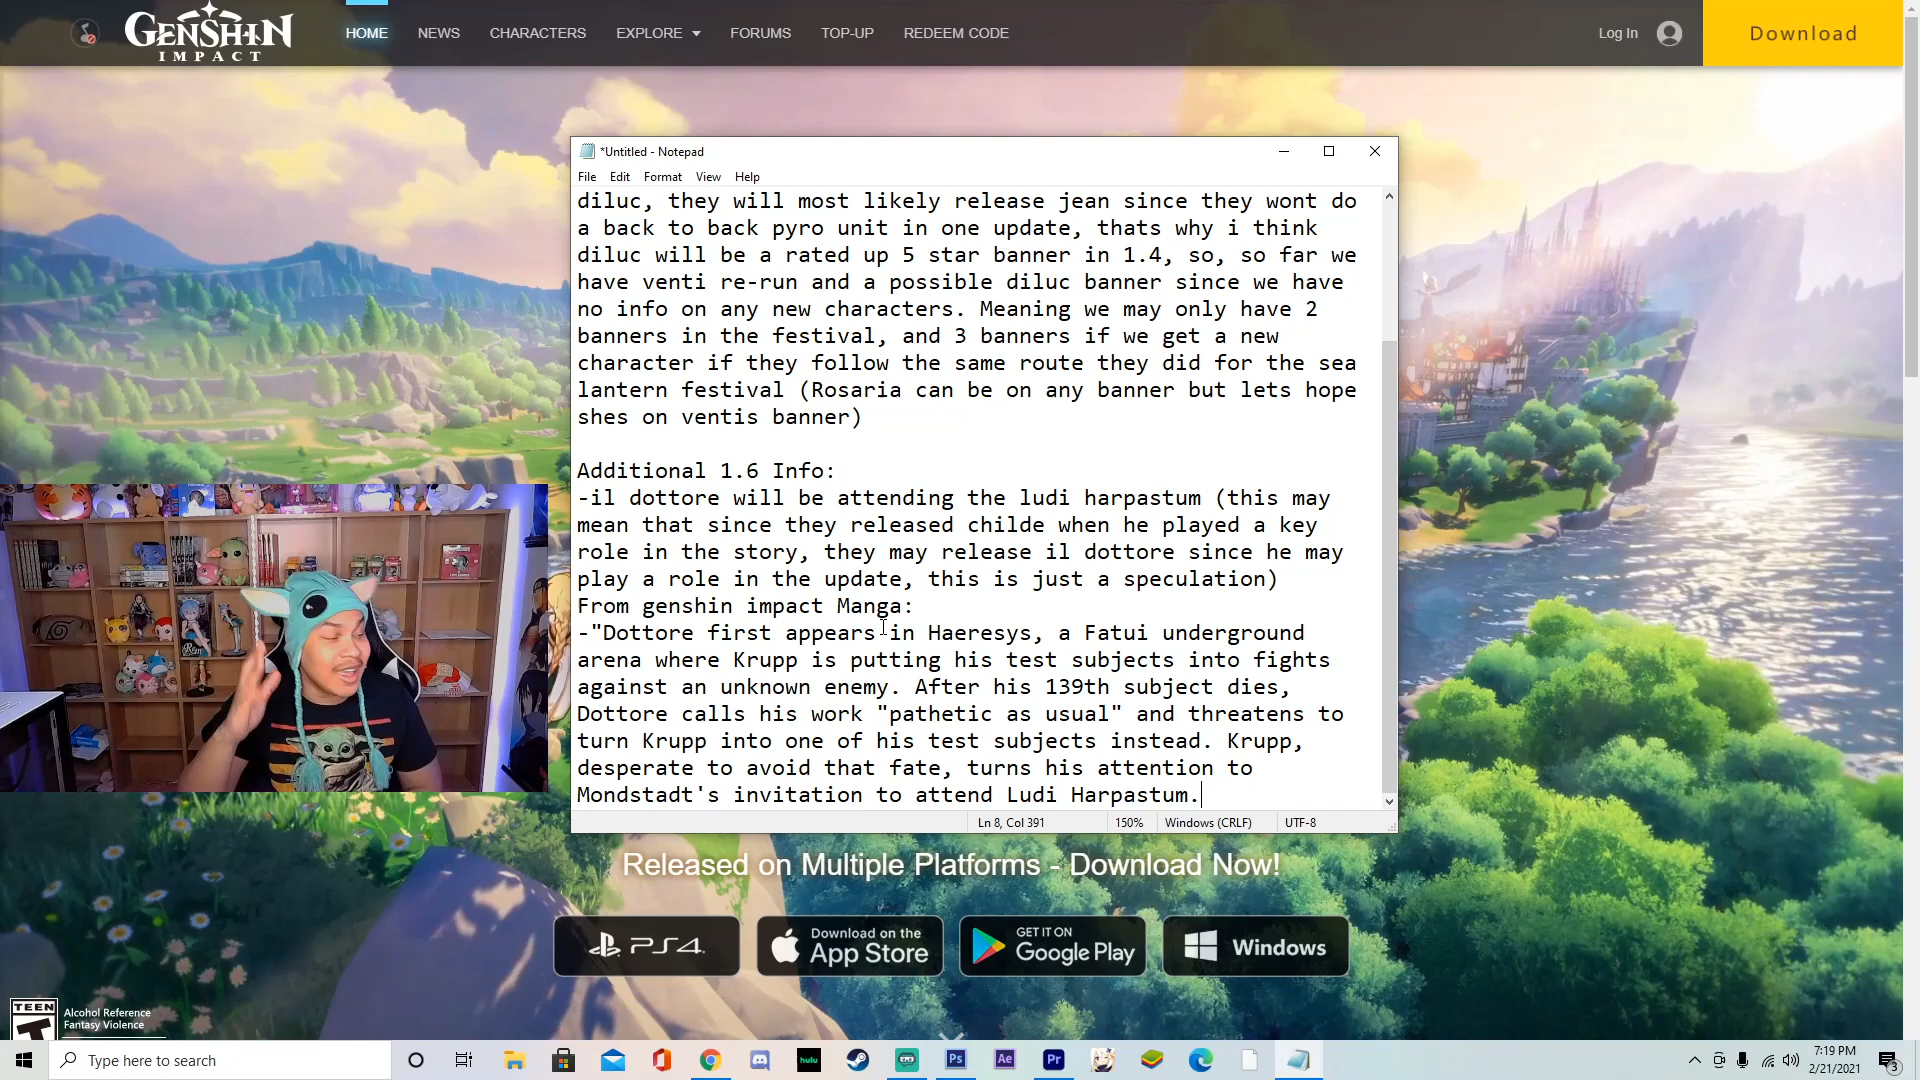 GENSHIN
IMPACT
HOME
NEWS
CHARACTERS
EXPLORE
FORUMS
TOP-UP
REDEEM CODE
Log In
Download
*Untitled - Notepad
File Edit Format View Help
diluc, they will most likely release jean since they wont do
a back to back pyro unit in one update, thats why i think
diluc will be a rated up 5 star banner in 1.4, so, so far we
have venti re-run and a possible diluc banner since we have
no info on any new characters. Meaning we may only have 2
banners in the festival, and 3 banners if we get a new
character if they follow the same route they did for the sea
lantern festival (Rosaria can be on any banner but lets hope
shes on ventis banner)
Additional 1.6 Info:
-il dottore will be attending the ludi harpastum (this may
mean that since they released childe when he played a key
role in the story, they may release il dottore since he may
play a role in the update, this is just a speculation)
From genshin impact Manga:
-"Dottore first appears in Haeresys, a Fatui underground
arena where Krupp is putting his test subjects into fights
against an unknown enemy. After his 139th subject dies,
Dottore calls his work "pathetic as usual" and threatens to
turn Krupp into one of his test subjects instead. Krupp,
desperate to avoid that fate, turns his attention to
Mondstadt's invitation to attend Ludi Harpastum.
Ln 8, Col 391
150%
Windows (CRLF)
UTF-8
Released on Multiple Platforms - Download Now!
PS4
Download on the
App Store
GET IT ON
Google Play
Windows
TEEN
T
Alcohol Reference
Fantasy Violence
Type here to search
hulu
Ps
Ae
Pr
7:19 PM
2/21/2021
3